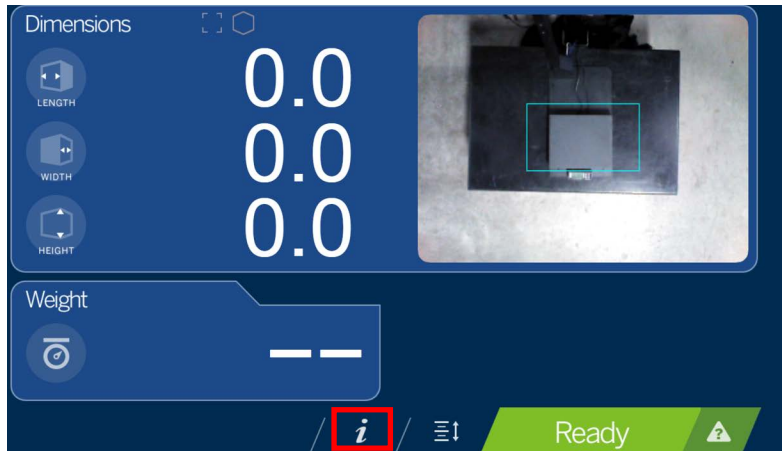 Dimensions
LENGTH
0.0
WIDTH
0.0
HEIGHT
0.0
Weight
— —
i
Ready
?